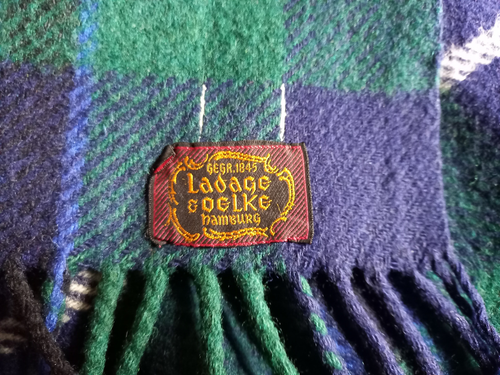 GEGR. 1845
Ladage
& OELKE
hamburg